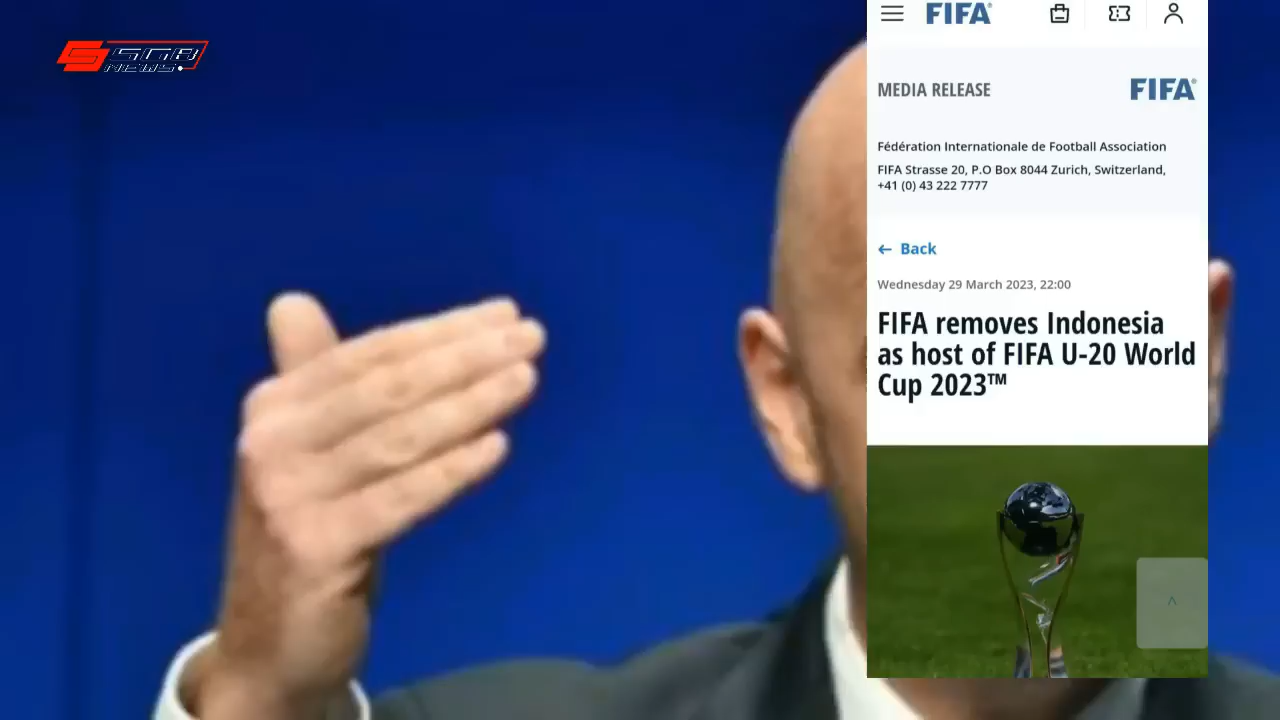 SCTB
NEWS
FIFA
MEDIA RELEASE
FIFA
Fédération Internationale de Football Association
FIFA Strasse 20, P.O Box 8044 Zurich, Switzerland,
+41 (0) 43 222 7777
← Back
Wednesday 29 March 2023, 22:00
FIFA removes Indonesia
as host of FIFA U-20 World
Cup 2023™